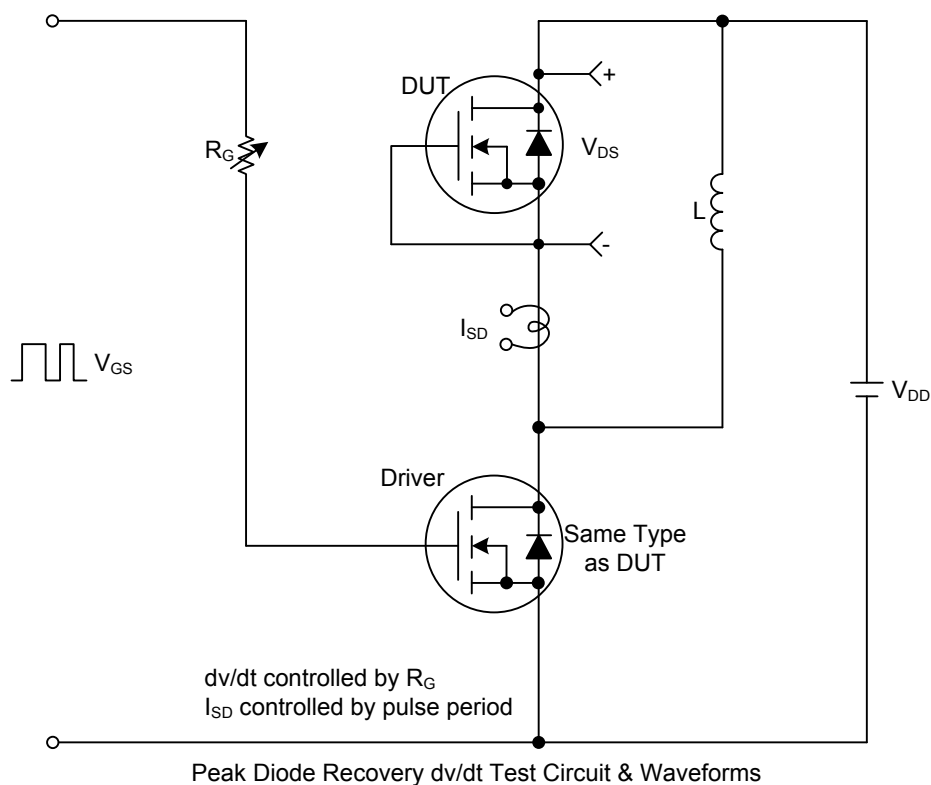 DUT
+
R_G
V_DS
L
-
I_SD
V_GS
V_DD
Driver
Same Type
as DUT
dv/dt controlled by R_G
I_SD controlled by pulse period
Peak Diode Recovery dv/dt Test Circuit & Waveforms